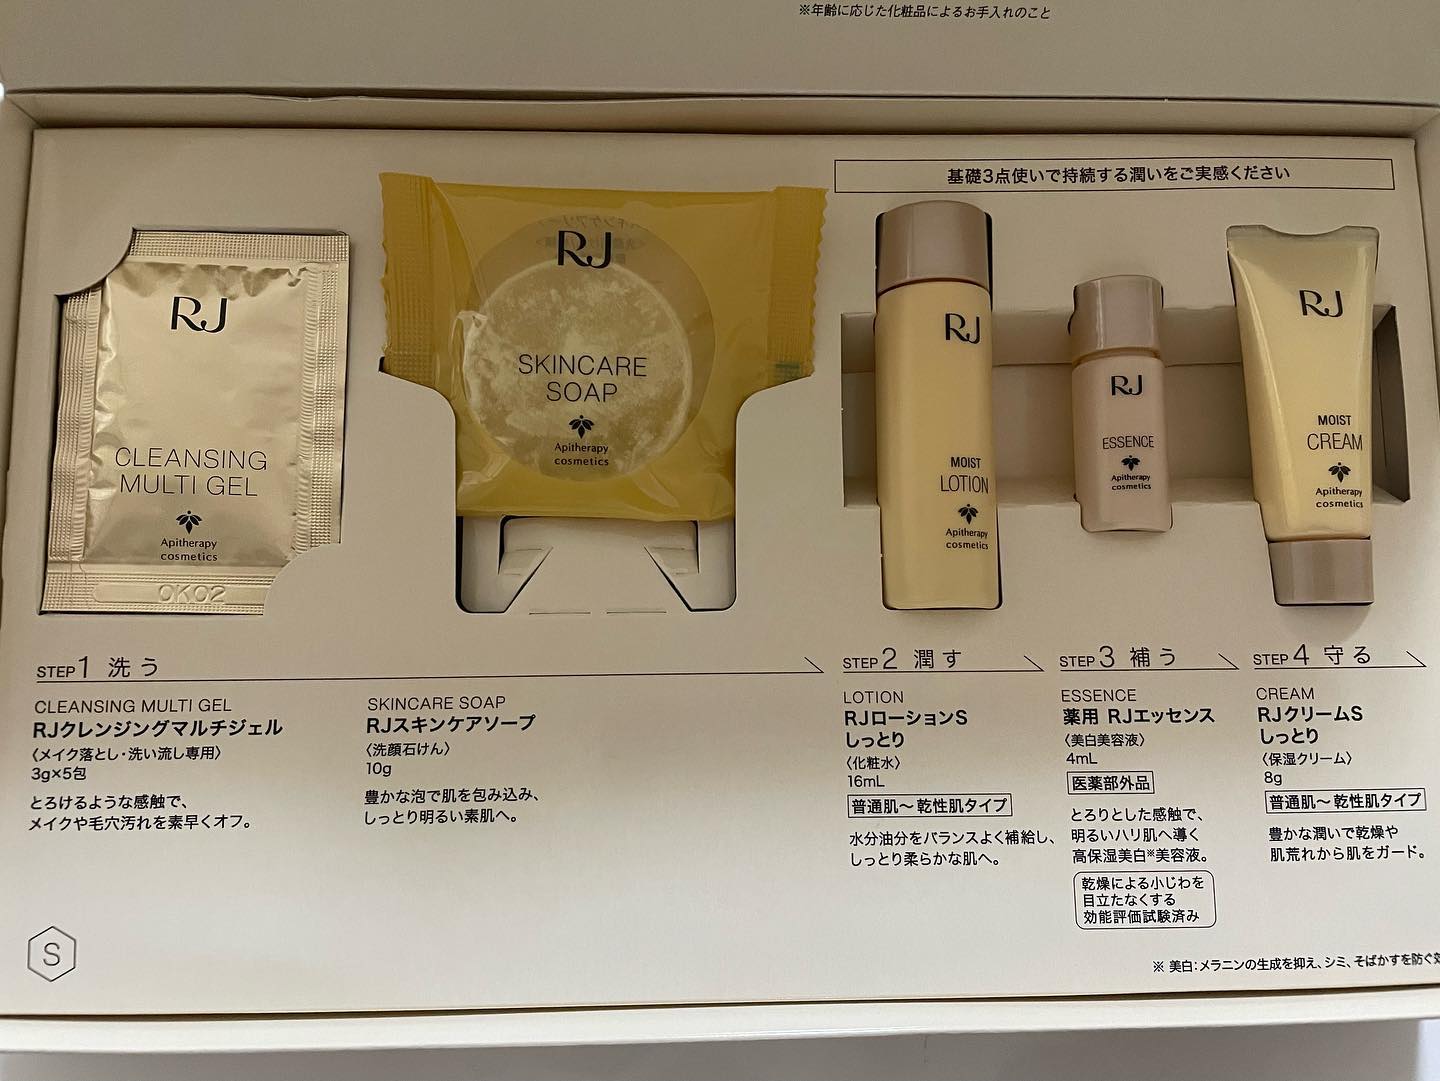 ※年齢に応じた化粧品によるお手入れのこと
基礎3点使いで持続する潤いをご実感ください
RJ
CLEANSING
MULTI GEL
Apitherapy
cosmetics
OK02
RJ
SKINCARE
SOAP
Apitherapy
cosmetics
RJ
MOIST
LOTION
Apitherapy
cosmetics
RJ
ESSENCE
Apitherapy
cosmetics
RJ
MOIST
CREAM
Apitherapy
cosmetics
STEP1 洗う
CLEANSING MULTI GEL
RJクレンジングマルチジェル
〈メイク落とし・洗い流し専用〉
3g×5包
とろけるような感触で、
メイクや毛穴汚れを素早くオフ。
SKINCARE SOAP
RJスキンケアソープ
〈洗顔石けん〉
10g
豊かな泡で肌を包み込み、
しっとり明るい素肌へ。
STEP2 潤す
LOTION
RJローションS
しっとり
〈化粧水〉
16mL
普通肌～乾性肌タイプ
水分油分をバランスよく補給し、
しっとり柔らかな肌へ。
STEP3 補う
ESSENCE
薬用 RJエッセンス
〈美白美容液〉
4mL
医薬部外品
とろりとした感触で、
明るいハリ肌へ導く
高保湿美白※美容液。
乾燥による小じわを
目立たなくする
効能評価試験済み
STEP4 守る
CREAM
RJクリームS
しっとり
〈保湿クリーム〉
8g
普通肌～乾性肌タイプ
豊かな潤いで乾燥や
肌荒れから肌をガード。
S
※ 美白：メラニンの生成を抑え、シミ、そばかすを防ぐ